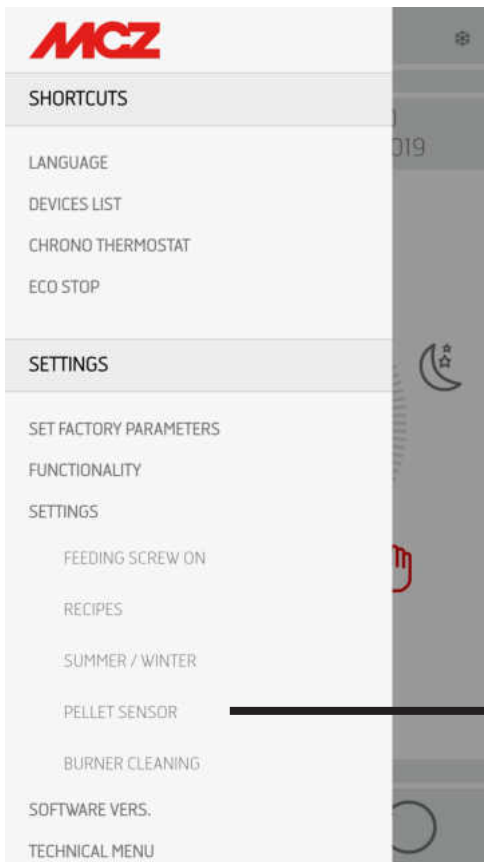 MCZ
SHORTCUTS
019
LANGUAGE
DEVICES LIST
CHRONO THERMOSTAT
ECO STOP
SETTINGS
SET FACTORY PARAMETERS
FUNCTIONALITY
SETTINGS
FEEDING SCREW ON
RECIPES
SUMMER / WINTER
PELLET SENSOR
BURNER CLEANING
SOFTWARE VERS.
TECHNICAL MENU